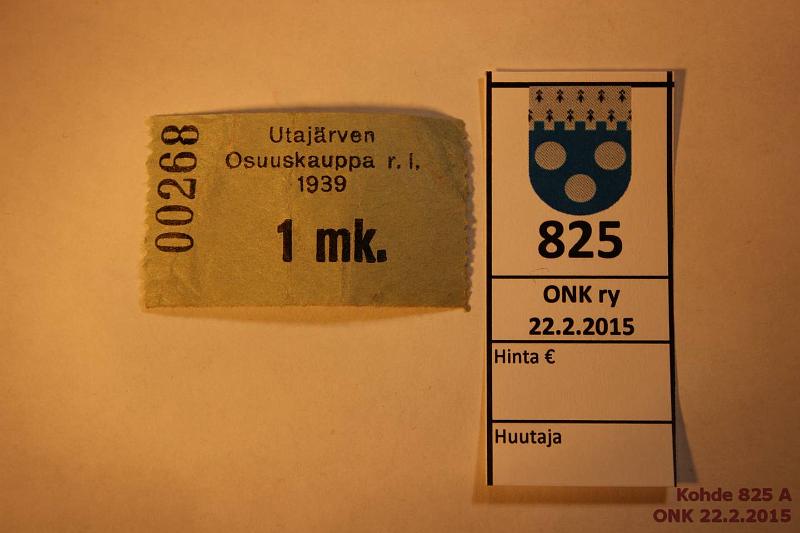 00268
Utajärven
Osuuskauppa r. l.
1939
1 mk.
825
ONK ry
22.2.2015
Hinta €
Huutaja
Kohde 825 A
ONK 22.2.2015